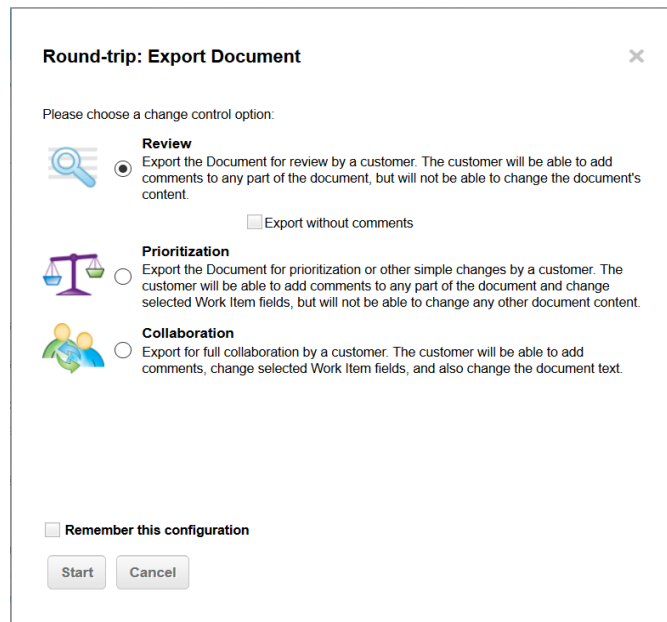 Round-trip: Export Document
Please choose a change control option:
Review
Export the Document for review by a customer. The customer will be able to add
comments to any part of the document, but will not be able to change the document's
content.
Export without comments
Prioritization
Export the Document for prioritization or other simple changes by a customer. The
customer will be able to add comments to any part of the document and change
selected Work Item fields, but will not be able to change any other document content.
Collaboration
Export for full collaboration by a customer. The customer will be able to add
comments, change selected Work Item fields, and also change the document text.
Remember this configuration
Start Cancel